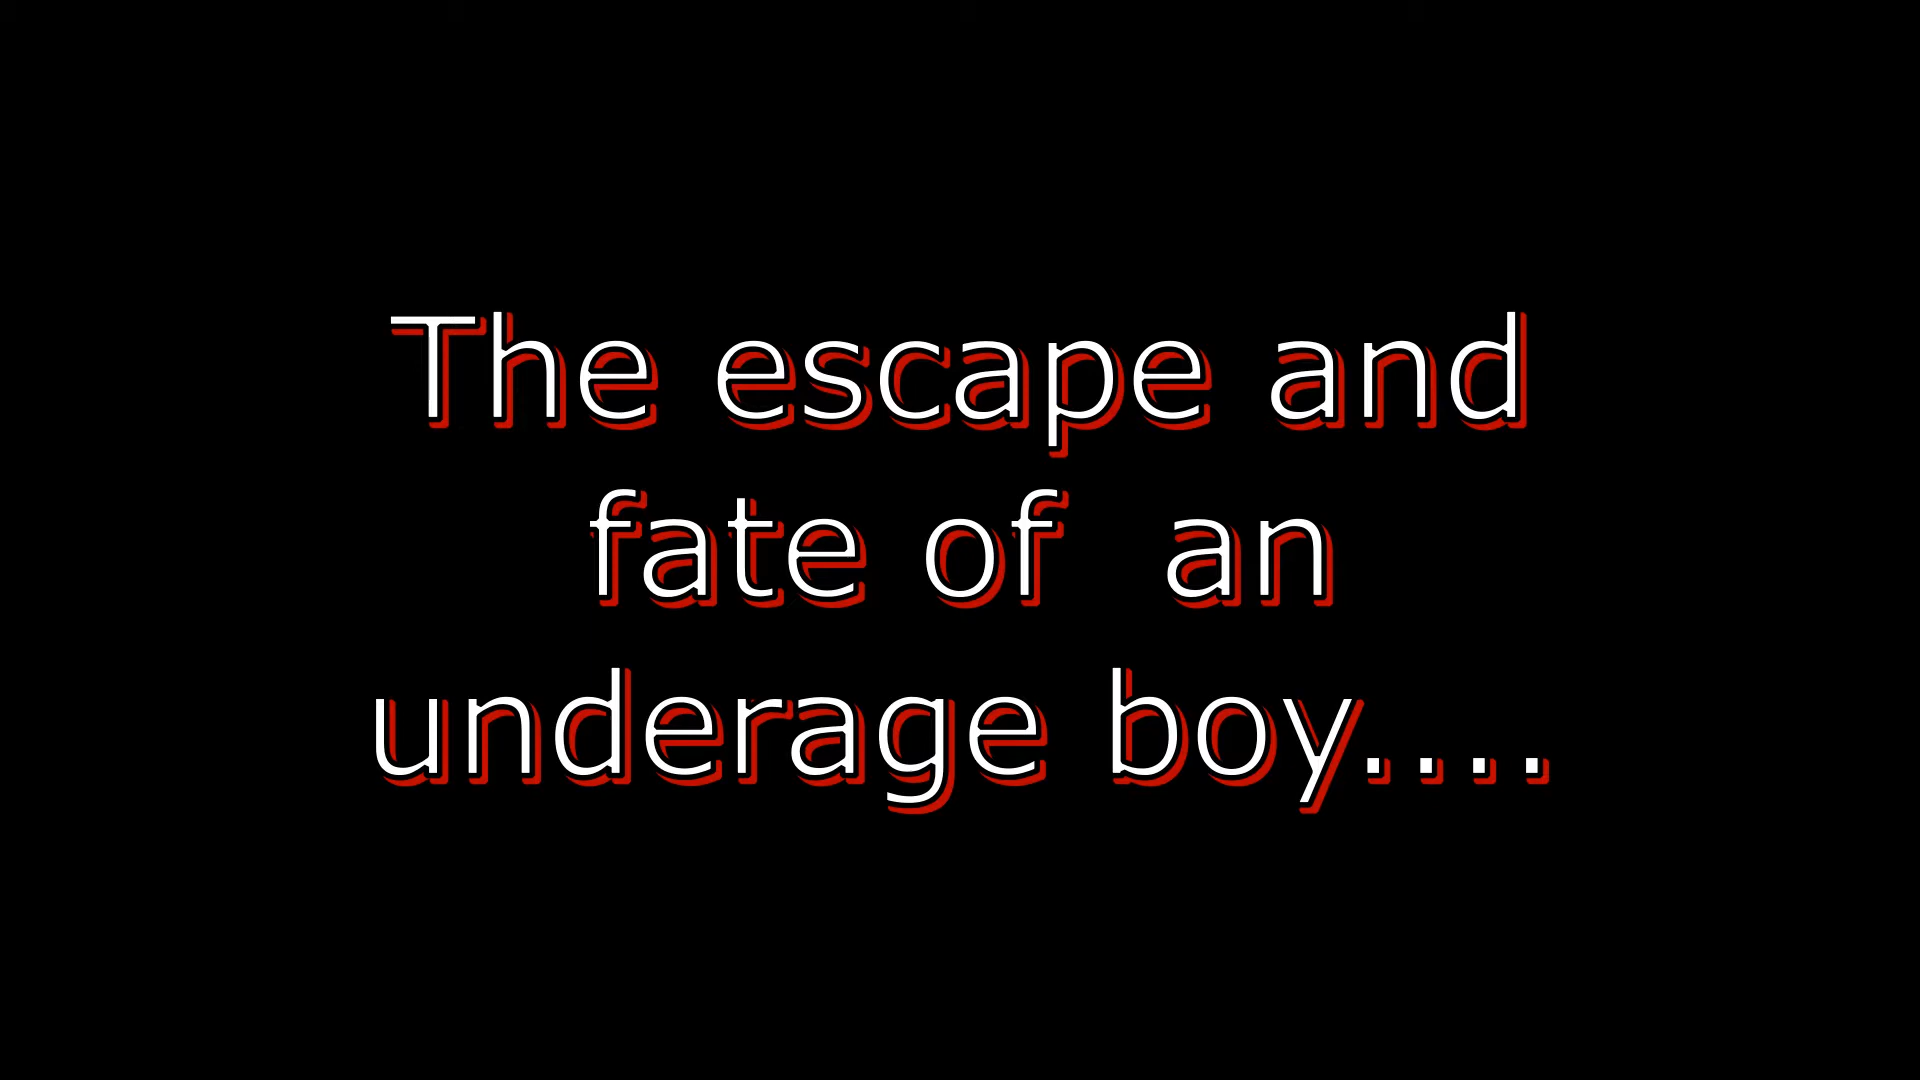 The escape and
fate of  an
underage boy....